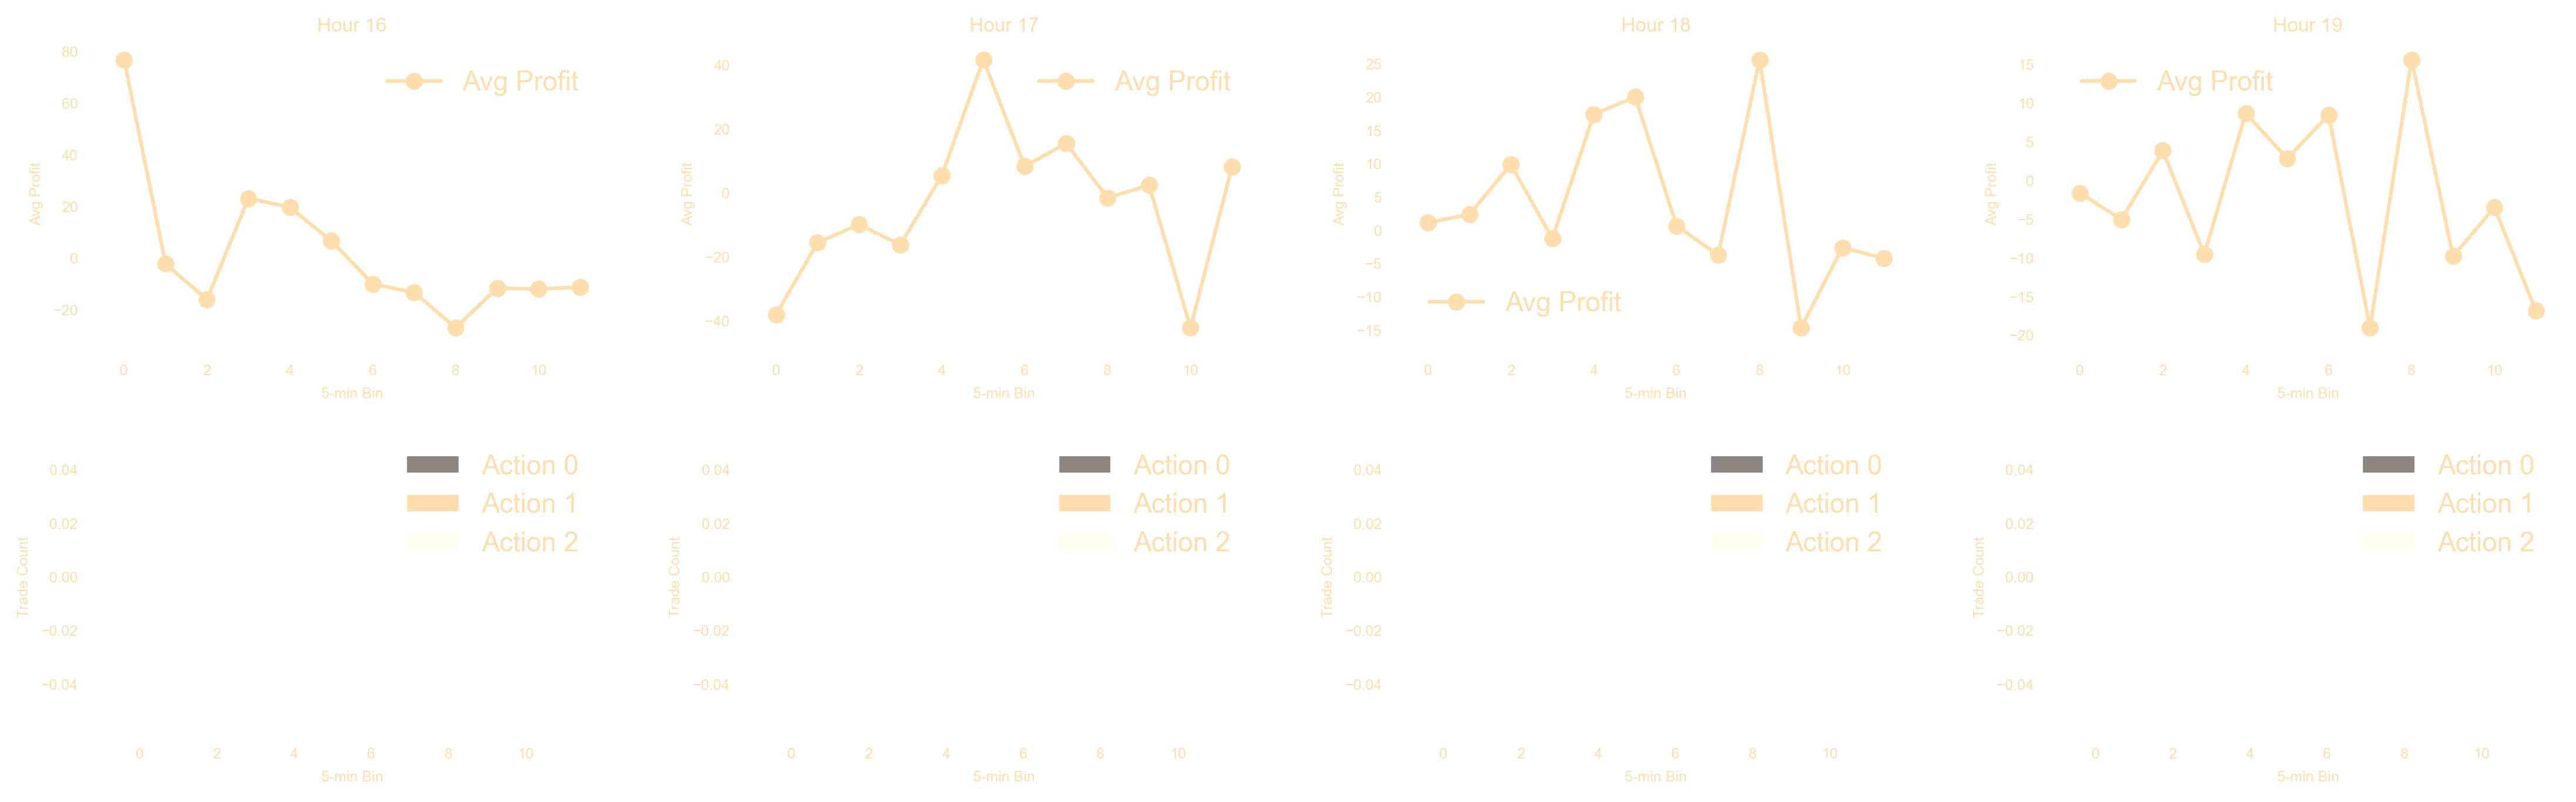 Hour 16
80
60
40
20
0
−20
Avg Profit
Avg Profit
0 2 4 6 8 10
5-min Bin
Hour 17
40
20
0
−20
−40
Avg Profit
Avg Profit
0 2 4 6 8 10
5-min Bin
Hour 18
25
20
15
10
5
0
−5
−10
−15
Avg Profit
Avg Profit
0 2 4 6 8 10
5-min Bin
Hour 19
15
10
5
0
−5
−10
−15
−20
Avg Profit
Avg Profit
0 2 4 6 8 10
5-min Bin
0.04
0.02
0.00
−0.02
−0.04
Trade Count
Action 0
Action 1
Action 2
0 2 4 6 8 10
5-min Bin
0.04
0.02
0.00
−0.02
−0.04
Trade Count
Action 0
Action 1
Action 2
0 2 4 6 8 10
5-min Bin
0.04
0.02
0.00
−0.02
−0.04
Trade Count
Action 0
Action 1
Action 2
0 2 4 6 8 10
5-min Bin
0.04
0.02
0.00
−0.02
−0.04
Trade Count
Action 0
Action 1
Action 2
0 2 4 6 8 10
5-min Bin